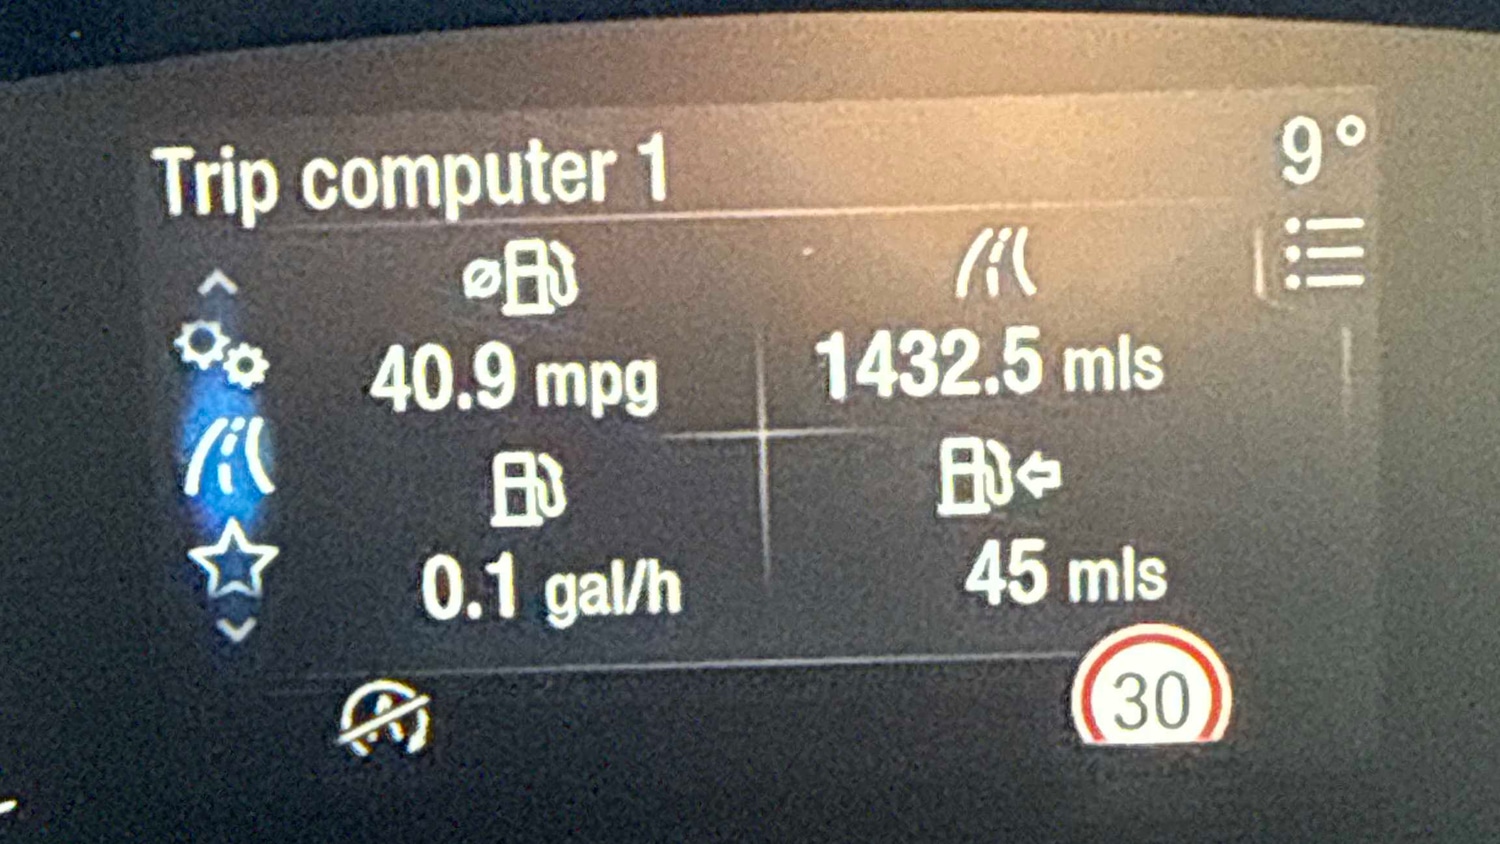 Trip computer 1 9°
40.9 mpg 1432.5 mls
0.1 gal/h 45 mls
30